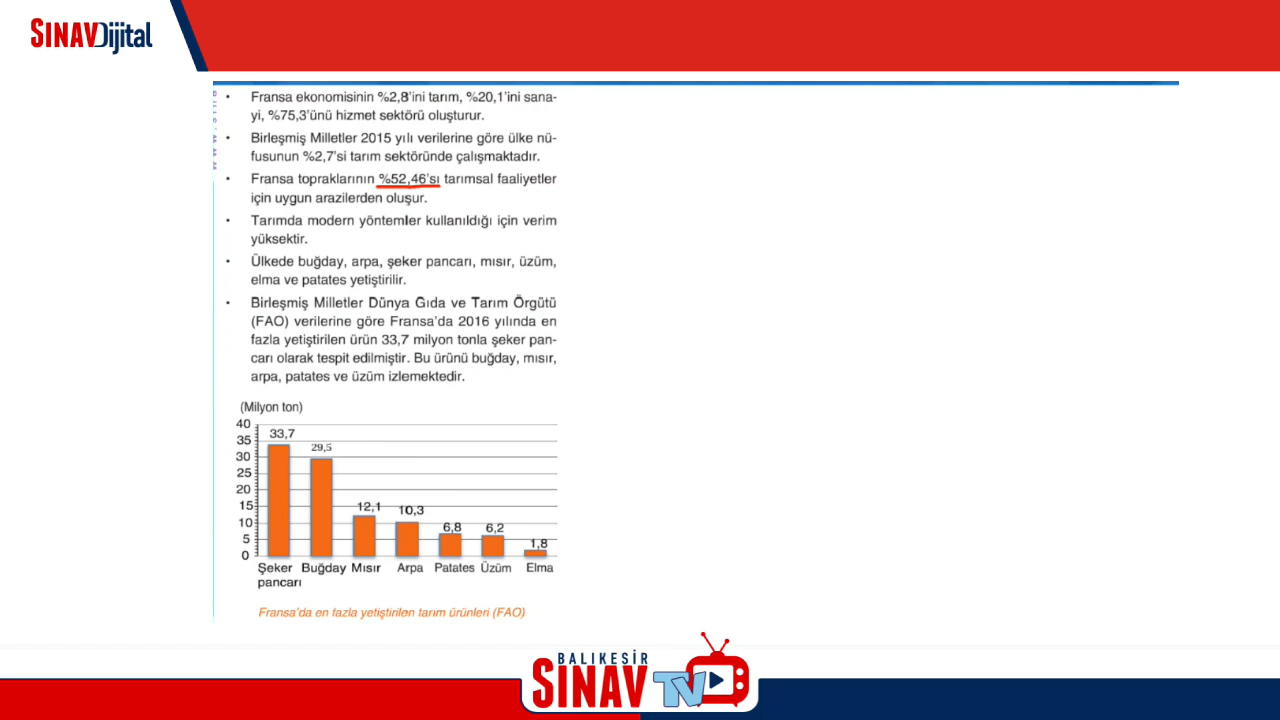 SINAVDijital
• Fransa ekonomisinin %2,8'ini tarım, %20,1'ini sana-
yi, %75,3'ünü hizmet sektörü oluşturur.
• Birleşmiş Milletler 2015 yılı verilerine göre ülke nü-
fusunun %2,7'si tarım sektöründe çalışmaktadır.
• Fransa topraklarının %52,46'sı tarımsal faaliyetler
için uygun arazilerden oluşur.
• Tarımda modern yöntemler kullanıldığı için verim
yüksektir.
• Ülkede buğday, arpa, şeker pancarı, mısır, üzüm,
elma ve patates yetiştirilir.
• Birleşmiş Milletler Dünya Gıda ve Tarım Örgütü
(FAO) verilerine göre Fransa'da 2016 yılında en
fazla yetiştirilen ürün 33,7 milyon tonla şeker pan-
carı olarak tespit edilmiştir. Bu ürünü buğday, mısır,
arpa, patates ve üzüm izlemektedir.
(Milyon ton)
40
35
30
25
20
15
10
5
0
33,7
29,5
12,1
10,3
6,8
6,2
1,8
Şeker pancarı
Buğday
Mısır
Arpa
Patates
Üzüm
Elma
Fransa'da en fazla yetiştirilen tarım ürünleri (FAO)
BALIKESİR
SINAV TV